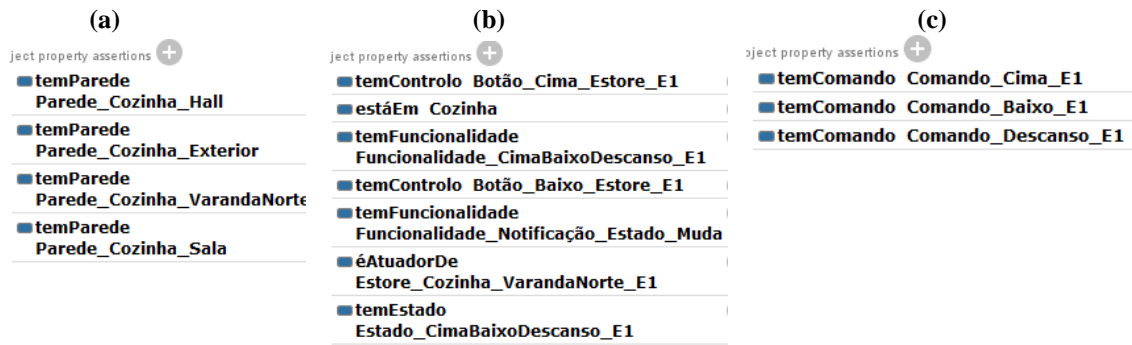 (a)
ject property assertions
temParede
Parede_Cozinha_Hall
temParede
Parede_Cozinha_Exterior
temParede
Parede_Cozinha_VarandaNorte
temParede
Parede_Cozinha_Sala
(b)
ject property assertions
temControlo Botão_Cima_Estore_E1
estáEm Cozinha
temFuncionalidade
Funcionalidade_CimaBaixoDescanso_E1
temControlo Botão_Baixo_Estore_E1
temFuncionalidade
Funcionalidade_Notificação_Estado_Muda
éAtuadorDe
Estore_Cozinha_VarandaNorte_E1
temEstado
Estado_CimaBaixoDescanso_E1
(c)
oject property assertions
temComando Comando_Cima_E1
temComando Comando_Baixo_E1
temComando Comando_Descanso_E1